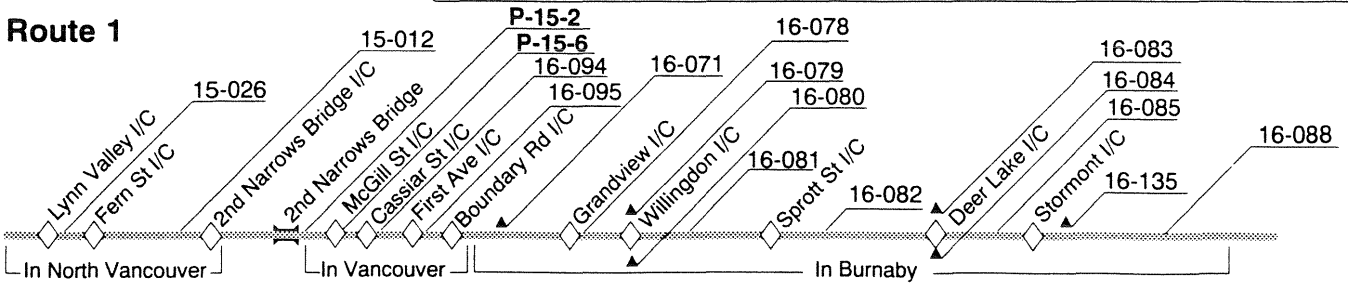 Route 1
P-15-2
P-15-6
16-094
16-095
15-012
15-026
16-071
16-078
16-079
16-080
16-081
16-082
16-083
16-084
16-085
16-088
16-135
Lynn Valley I/C
Fern St I/C
2nd Narrows Bridge I/C
2nd Narrows Bridge
McGill St I/C
Cassiar St I/C
First Ave I/C
Boundary Rd I/C
Grandview I/C
Willingdon I/C
Sprott St I/C
Deer Lake I/C
Stormont I/C
In North Vancouver
In Vancouver
In Burnaby